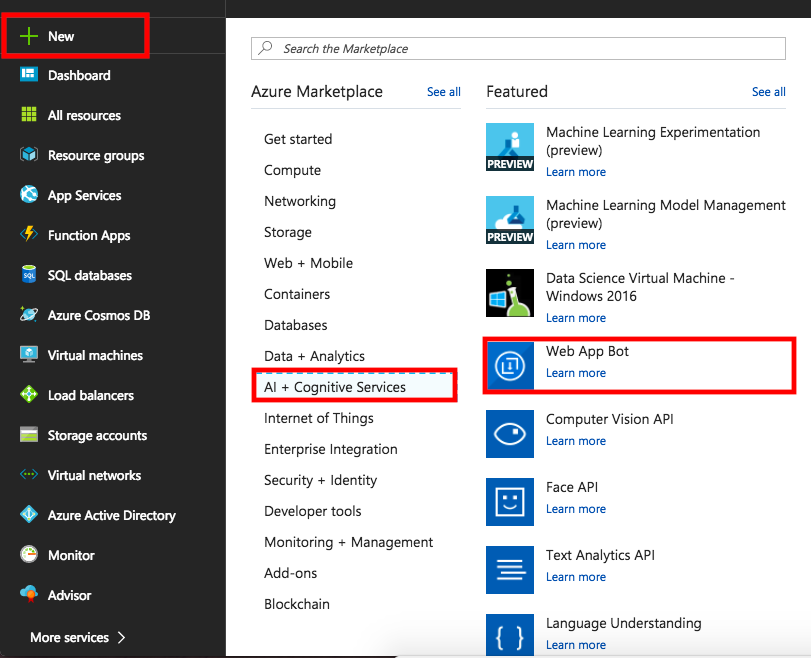 New
Dashboard
All resources
Resource groups
App Services
Function Apps
SQL
SQL databases
Azure Cosmos DB
Virtual machines
Load balancers
Storage accounts
Virtual networks
Azure Active Directory
Monitor
Advisor
More services
Search the Marketplace
Azure Marketplace
See all
Get started
Compute
Networking
Storage
Web + Mobile
Containers
Databases
Data + Analytics
AI + Cognitive Services
Internet of Things
Enterprise Integration
Security + Identity
Developer tools
Monitoring + Management
Add-ons
Blockchain
Featured
See all
PREVIEW
Machine Learning Experimentation
(preview)
Learn more
PREVIEW
Machine Learning Model Management
(preview)
Learn more
Data Science Virtual Machine -
Windows 2016
Learn more
Web App Bot
Learn more
Computer Vision API
Learn more
Face API
Learn more
Text Analytics API
Learn more
{ }
Language Understanding
Learn more